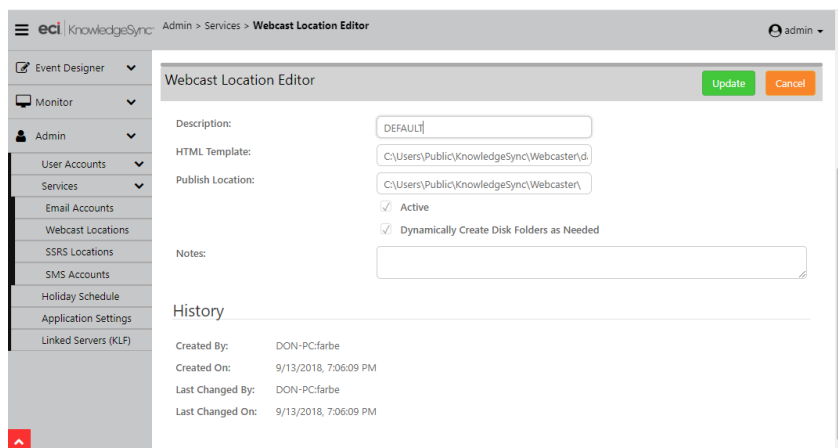 eci KnowledgeSync
Admin > Services > Webcast Location Editor
admin
Event Designer
Monitor
Admin
User Accounts
Services
Email Accounts
Webcast Locations
SSRS Locations
SMS Accounts
Holiday Schedule
Application Settings
Linked Servers (KLF)
Webcast Location Editor
Update
Cancel
Description:
DEFAULT
HTML Template:
C:\Users\Public\KnowledgeSync\Webcaster\d
Publish Location:
C:\Users\Public\KnowledgeSync\Webcaster\
Active
Dynamically Create Disk Folders as Needed
Notes:
History
Created By: DON-PC:farbe
Created On: 9/13/2018, 7:06:09 PM
Last Changed By: DON-PC:farbe
Last Changed On: 9/13/2018, 7:06:09 PM